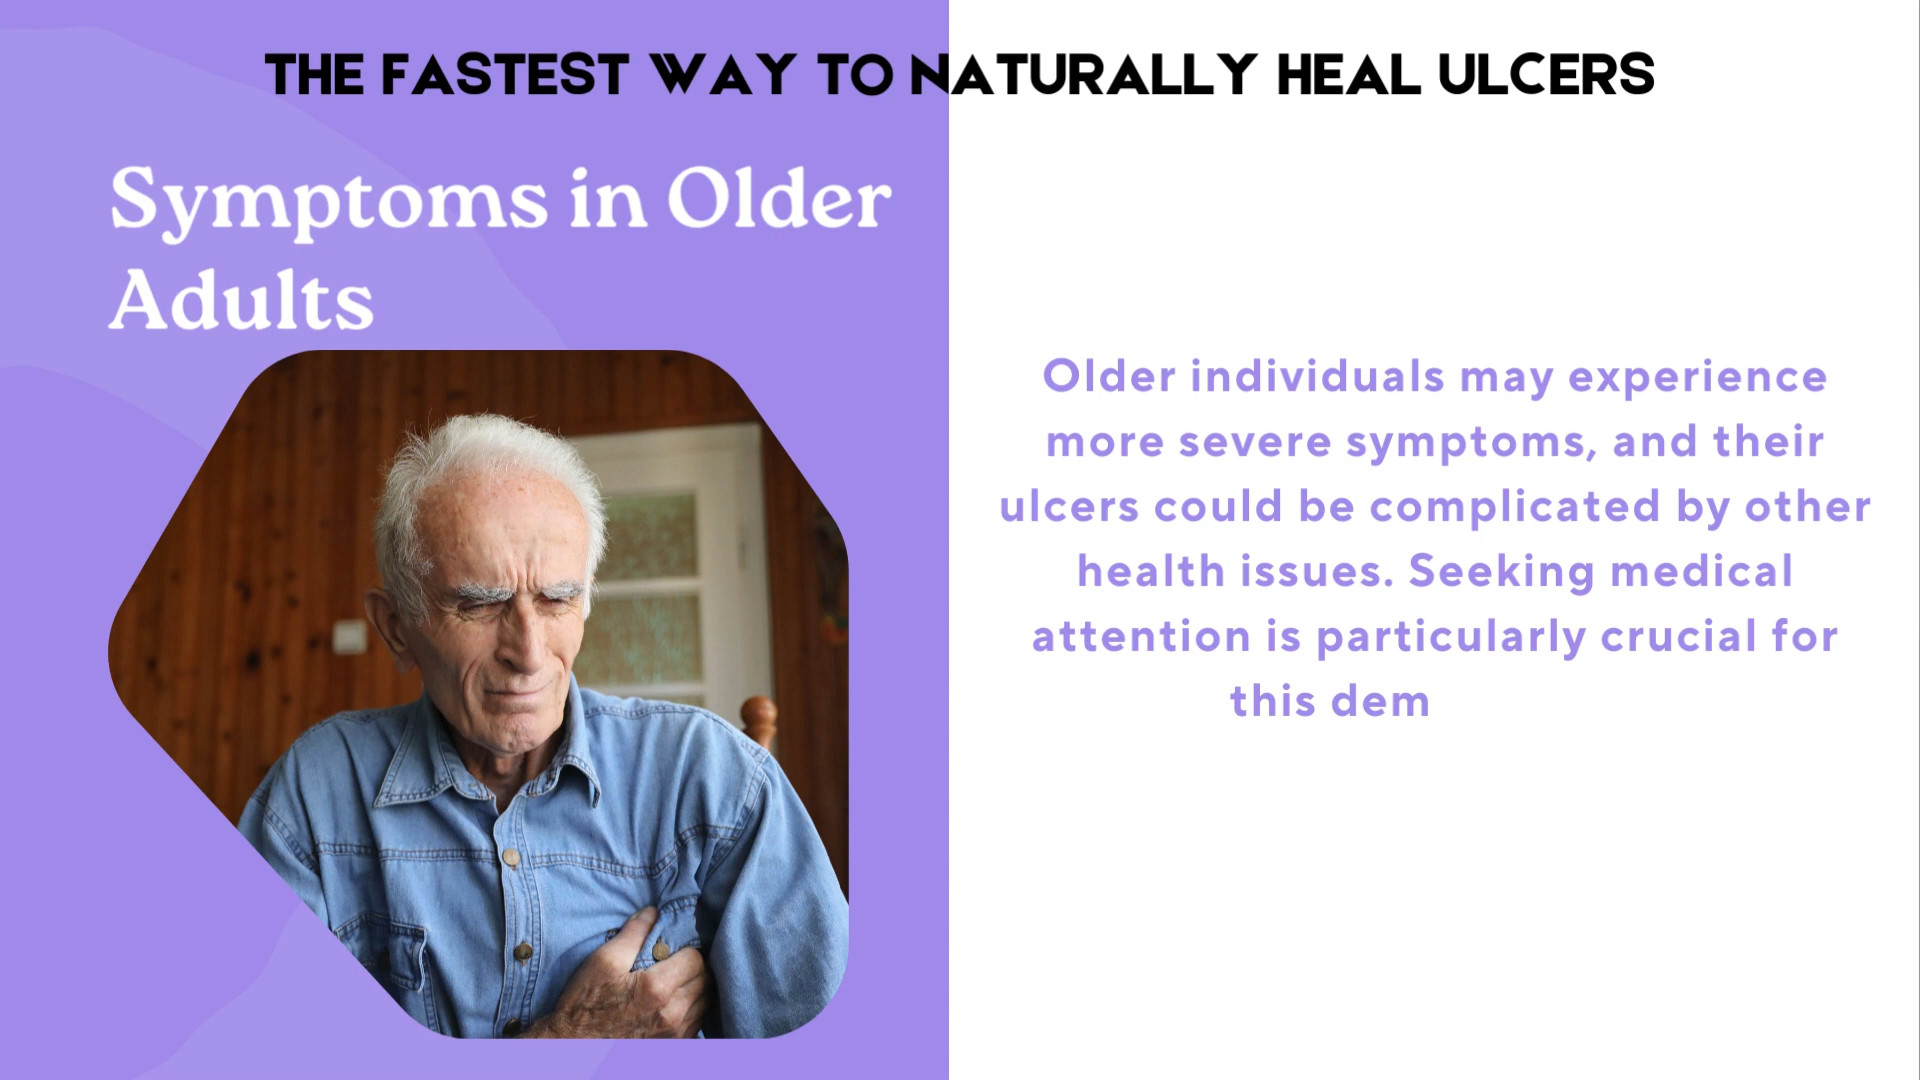 THE FASTEST WAY TO NATURALLY HEAL ULCERS
Symptoms in Older
Adults
Older individuals may experience
more severe symptoms, and their
ulcers could be complicated by other
health issues. Seeking medical
attention is particularly crucial for
this dem